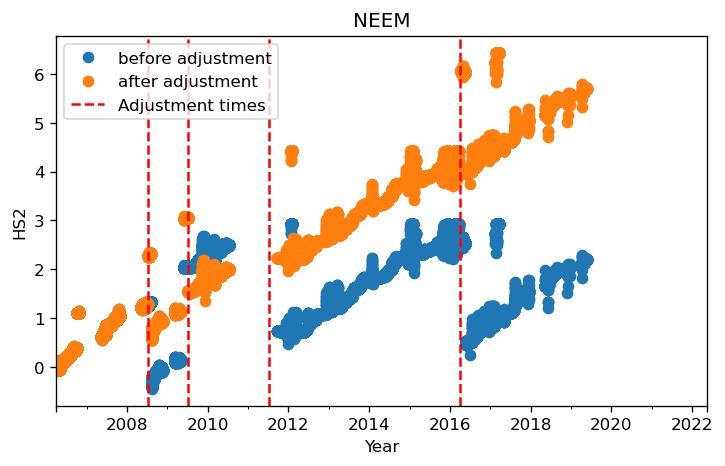 NEEM
before adjustment
after adjustment
Adjustment times
HS2
6
5
4
3
2
1
0
2008 2010 2012 2014 2016 2018 2020 2022
Year